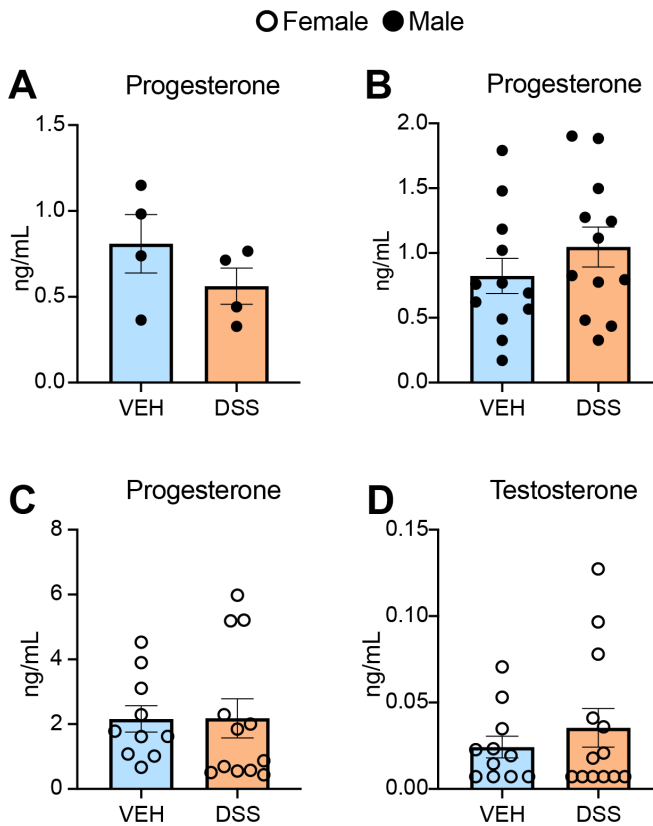 Female Male
A Progesterone
ng/mL
1.5
1.0
0.5
0.0
VEH DSS
B Progesterone
ng/mL
2.0
1.5
1.0
0.5
0.0
VEH DSS
C Progesterone
ng/mL
8
6
4
2
0
VEH DSS
D Testosterone
ng/mL
0.15
0.10
0.05
0.00
VEH DSS